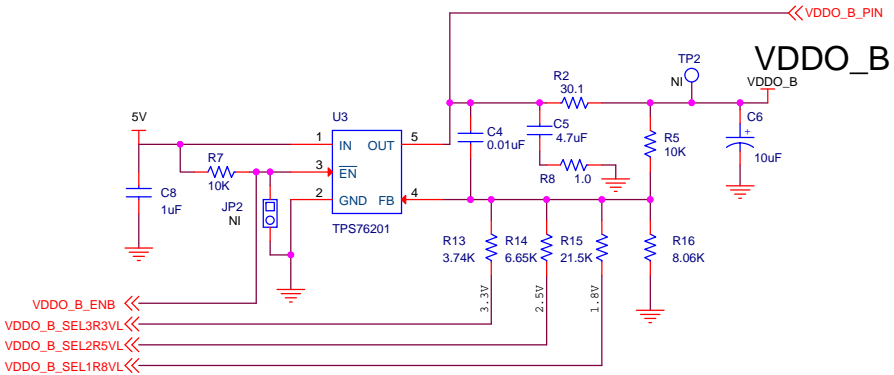 VDDO_B_PIN
VDDO_B
TP2
NI
VDDO_B
R2
30.1
U3
5V
1
IN
OUT
5
C4
0.01uF
C5
4.7uF
R5
10K
C6
+
10uF
R7
10K
3
EN
R8
1.0
C8
1uF
2
GND
FB
4
JP2
NI
TPS76201
R13
3.74K
R14
6.65K
R15
21.5K
R16
8.06K
3.3V
2.5V
1.8V
VDDO_B_ENB
VDDO_B_SEL3R3VL
VDDO_B_SEL2R5VL
VDDO_B_SEL1R8VL